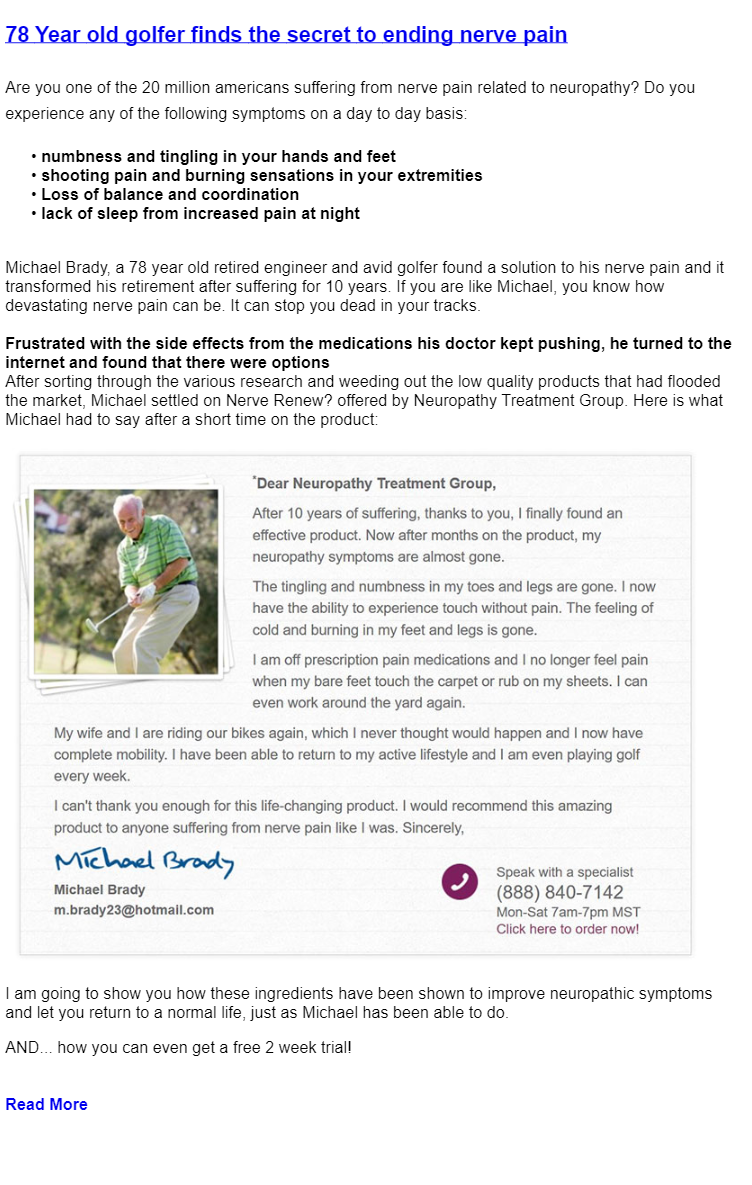 78 Year old golfer finds the secret to ending nerve pain
Are you one of the 20 million americans suffering from nerve pain related to neuropathy? Do you
experience any of the following symptoms on a day to day basis:
• numbness and tingling in your hands and feet
• shooting pain and burning sensations in your extremities
• Loss of balance and coordination
• lack of sleep from increased pain at night
Michael Brady, a 78 year old retired engineer and avid golfer found a solution to his nerve pain and it
transformed his retirement after suffering for 10 years. If you are like Michael, you know how
devastating nerve pain can be. It can stop you dead in your tracks.
Frustrated with the side effects from the medications his doctor kept pushing, he turned to the
internet and found that there were options
After sorting through the various research and weeding out the low quality products that had flooded
the market, Michael settled on Nerve Renew? offered by Neuropathy Treatment Group. Here is what
Michael had to say after a short time on the product:
*Dear Neuropathy Treatment Group,
After 10 years of suffering, thanks to you, I finally found an
effective product. Now after months on the product, my
neuropathy symptoms are almost gone.
The tingling and numbness in my toes and legs are gone. I now
have the ability to experience touch without pain. The feeling of
cold and burning in my feet and legs is gone.
I am off prescription pain medications and I no longer feel pain
when my bare feet touch the carpet or rub on my sheets. I can
even work around the yard again.
My wife and I are riding our bikes again, which I never thought would happen and I now have
complete mobility. I have been able to return to my active lifestyle and I am even playing golf
every week.
I can't thank you enough for this life-changing product. I would recommend this amazing
product to anyone suffering from nerve pain like I was. Sincerely,
Michael Brady
Michael Brady
m.brady23@hotmail.com
Speak with a specialist
(888) 840-7142
Mon-Sat 7am-7pm MST
Click here to order now!
I am going to show you how these ingredients have been shown to improve neuropathic symptoms
and let you return to a normal life, just as Michael has been able to do.
AND... how you can even get a free 2 week trial!
Read More